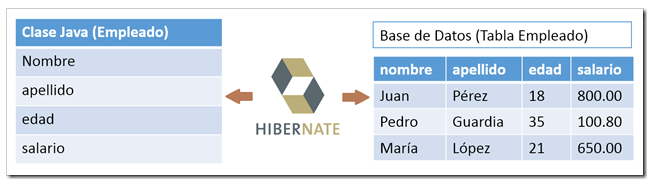 Clase Java (Empleado)
Nombre
apellido
edad
salario
HIBERNATE
Base de Datos (Tabla Empleado)
nombre apellido edad salario
Juan Pérez 18 800.00
Pedro Guardia 35 100.80
María López 21 650.00